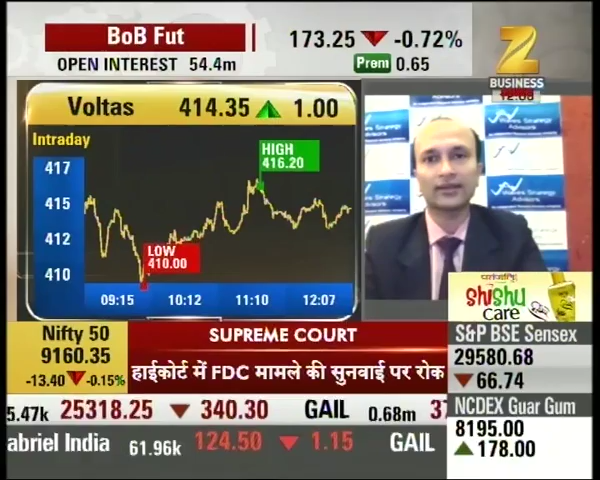 BoB Fut
OPEN INTEREST 54.4m
173.25 -0.72%
Prem 0.65
Z
BUSINESS
Voltas 414.35 1.00
Intraday
417
415
412
410
HIGH
416.20
LOW
410.00
09:15 10:12 11:10 12:07
Waves Strategy
Advisors
shishu
care
Nifty 50
9160.35
-13.40 -0.15%
SUPREME COURT
हाईकोर्ट में FDC मामले की सुनवाई पर रोक
S&P BSE Sensex
29580.68
66.74
NCDEX Guar Gum
8195.00
178.00
5.47k 25318.25 340.30 GAIL 0.68m 37
abriel India 61.96k 124.50 1.15 GAIL